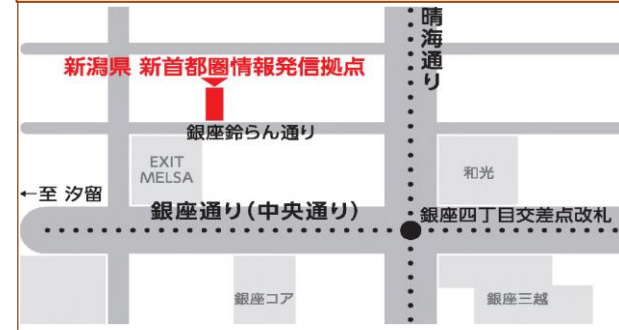 晴海通り
新潟県 新首都圏情報発信拠点
銀座鈴らん通り
EXIT
MELSA
和光
←至 汐留
銀座通り(中央通り)
銀座四丁目交差点改札
銀座コア
銀座三越